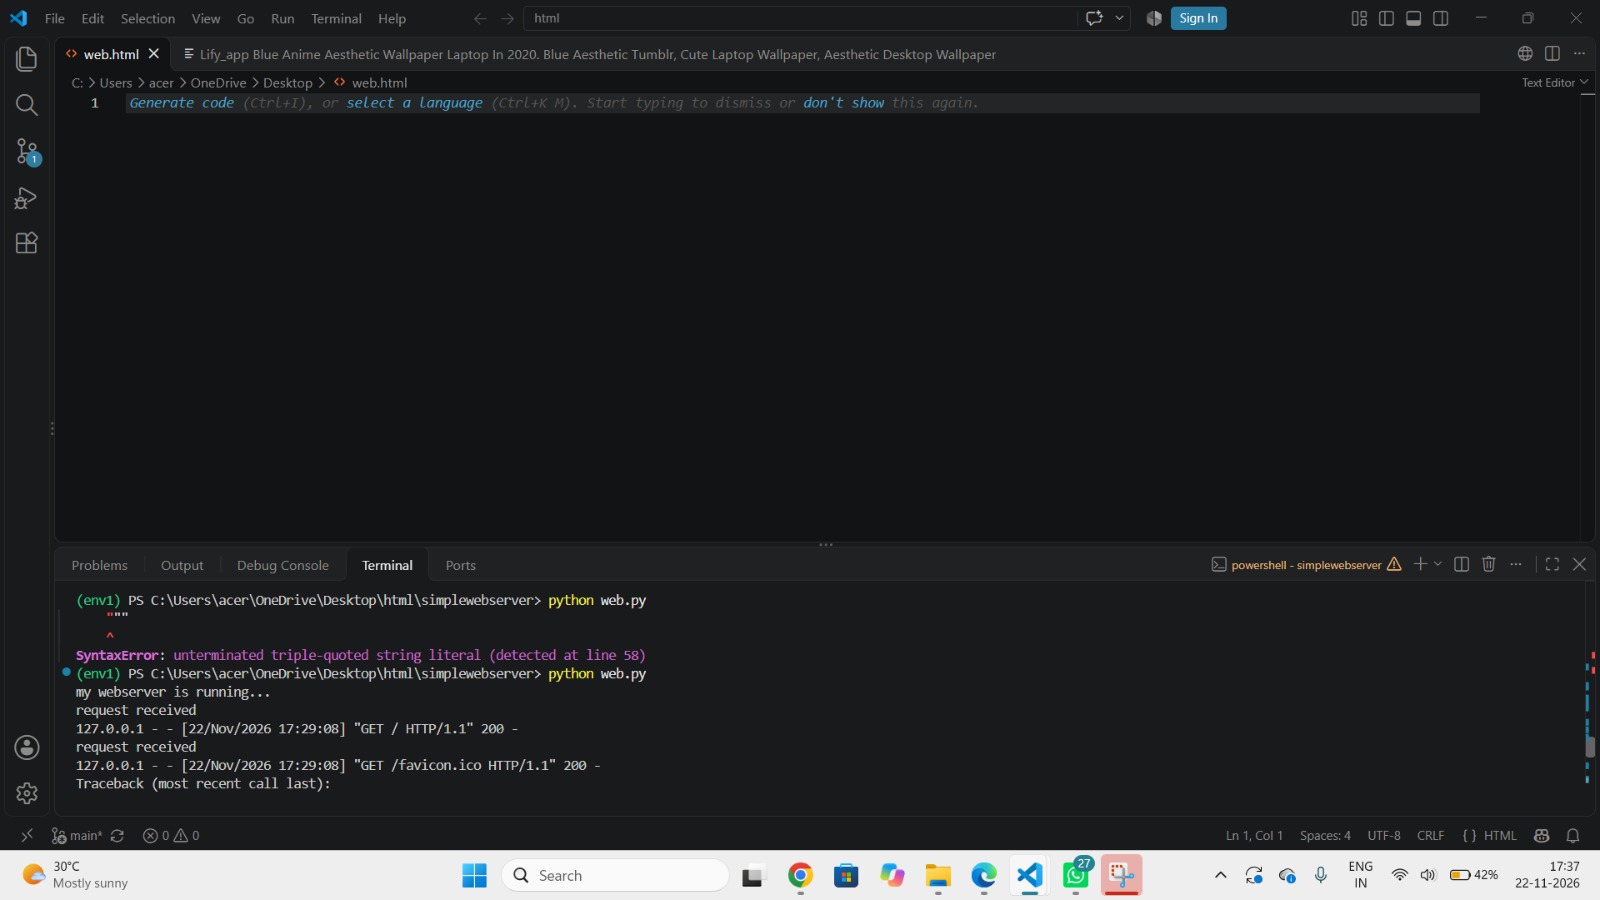 File Edit Selection View Go Run Terminal Help
html
Sign In
web.html
Lify_app Blue Anime Aesthetic Wallpaper Laptop In 2020. Blue Aesthetic Tumblr, Cute Laptop Wallpaper, Aesthetic Desktop Wallpaper
C: > Users > acer > OneDrive > Desktop > web.html
Text Editor
1 Generate code (Ctrl+I), or select a language (Ctrl+K M). Start typing to dismiss or don't show this again.
1
Problems Output Debug Console Terminal Ports
powershell - simplewebserver
(env1) PS C:\Users\acer\OneDrive\Desktop\html\simplewebserver> python web.py
"""
^
SyntaxError: unterminated triple-quoted string literal (detected at line 58)
(env1) PS C:\Users\acer\OneDrive\Desktop\html\simplewebserver> python web.py
my webserver is running...
request received
127.0.0.1 - - [22/Nov/2026 17:29:08] "GET / HTTP/1.1" 200 -
request received
127.0.0.1 - - [22/Nov/2026 17:29:08] "GET /favicon.ico HTTP/1.1" 200 -
Traceback (most recent call last):
main* 0 0
Ln 1, Col 1 Spaces: 4 UTF-8 CRLF {} HTML
30°C
Mostly sunny
Search
27
ENG
IN
42%
17:37
22-11-2026